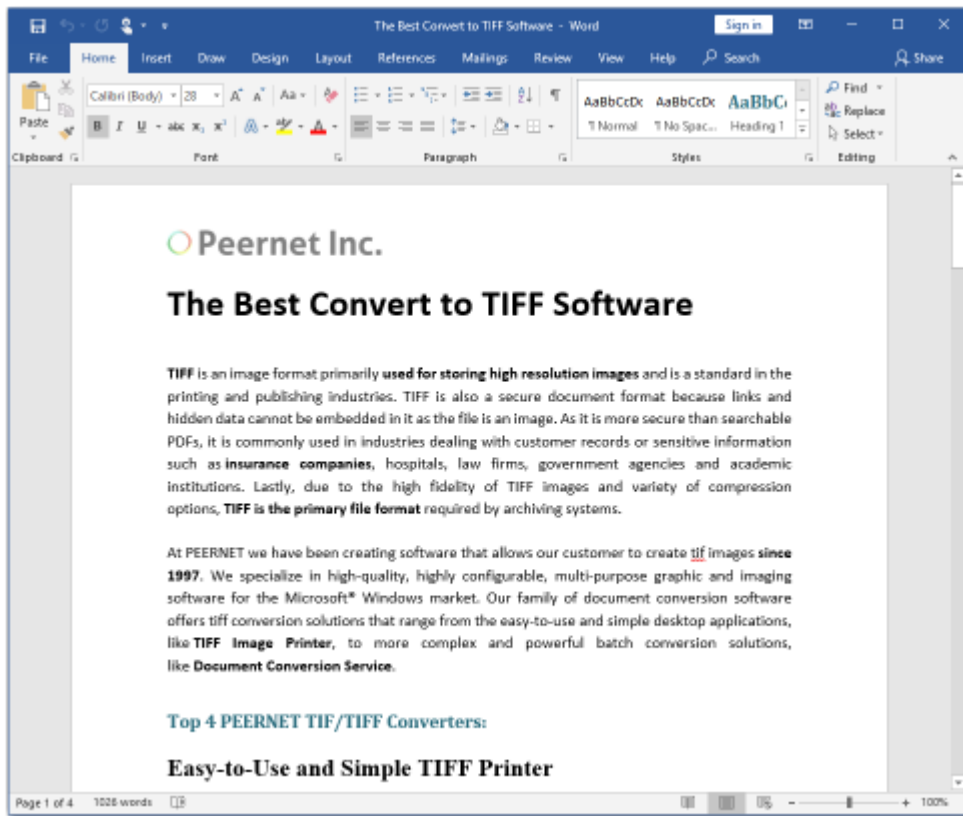 The Best Convert to TIFF Software - Word
Sign in
File Home Insert Draw Design Layout References Mailings Review View Help Search Share
Paste
Calibri (Body) 28 A A Aa
B I U abc x₂ x² A A
AaBbCcDc AaBbCcDc AaBbC
¶ Normal ¶ No Spac... Heading 1
Find
Replace
Select
Clipboard Font Paragraph Styles Editing
Peernet Inc.
The Best Convert to TIFF Software
TIFF is an image format primarily used for storing high resolution images and is a standard in the
printing and publishing industries. TIFF is also a secure document format because links and
hidden data cannot be embedded in it as the file is an image. As it is more secure than searchable
PDFs, it is commonly used in industries dealing with customer records or sensitive information
such as insurance companies, hospitals, law firms, government agencies and academic
institutions. Lastly, due to the high fidelity of TIFF images and variety of compression
options, TIFF is the primary file format required by archiving systems.
At PEERNET we have been creating software that allows our customer to create tif images since
1997. We specialize in high-quality, highly configurable, multi-purpose graphic and imaging
software for the Microsoft® Windows market. Our family of document conversion software
offers tiff conversion solutions that range from the easy-to-use and simple desktop applications,
like TIFF Image Printer, to more complex and powerful batch conversion solutions,
like Document Conversion Service.
Top 4 PEERNET TIF/TIFF Converters:
Easy-to-Use and Simple TIFF Printer
Page 1 of 4 1028 words 100%